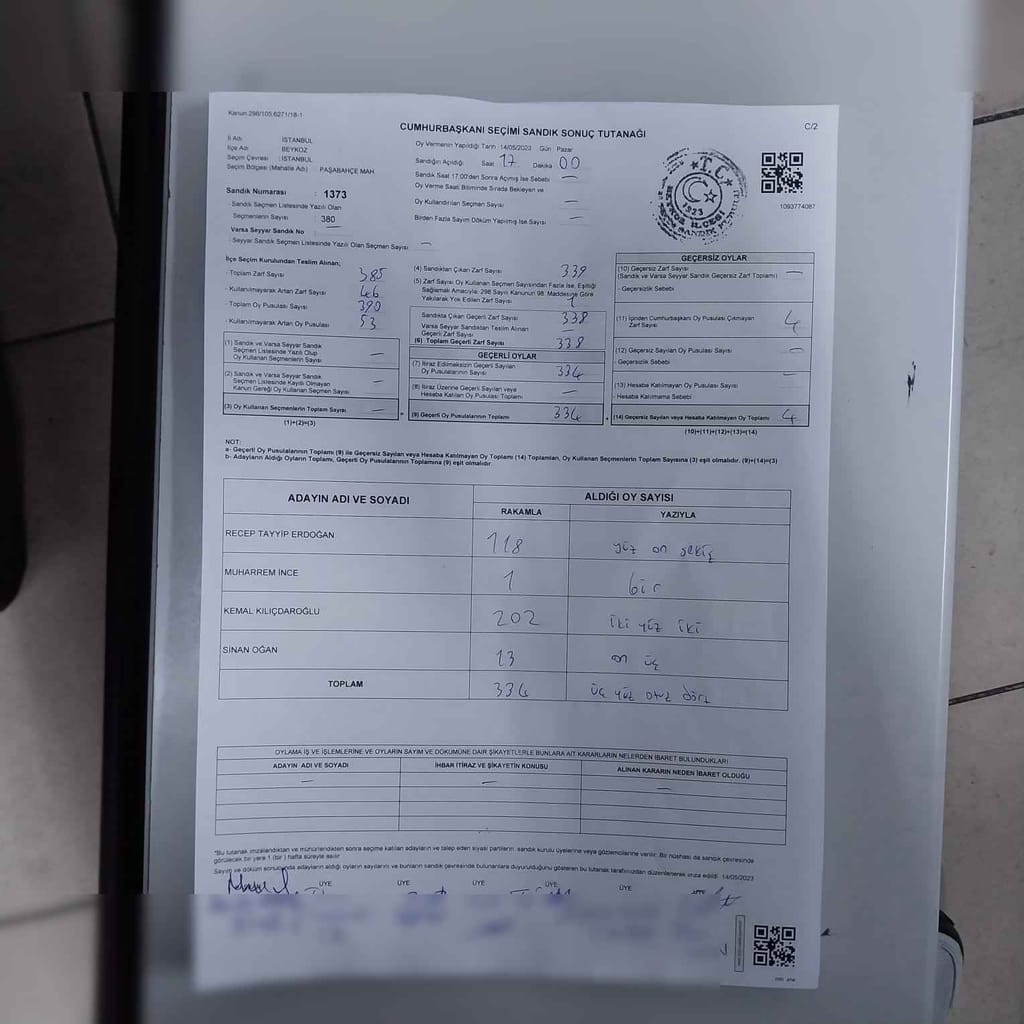 Kanun:298/105,6271/18-1
C/2
CUMHURBAŞKANI SEÇİMİ SANDIK SONUÇ TUTANAĞI
İli Adı : İSTANBUL
İlçe Adı : BEYKOZ
Seçim Çevresi : İSTANBUL
Seçim Bölgesi (Mahalle Adı) : PAŞABAHÇE MAH
Sandık Numarası : 1373
Sandık Seçmen Listesinde Yazılı Olan
Seçmenlerin Sayısı : 380
Varsa Seyyar Sandık No :
Seyyar Sandık Seçmen Listesinde Yazılı Olan Seçmen Sayısı —
Oy Vermenin Yapıldığı Tarih :14/05/2023 Gün : Pazar
Sandığın Açıldığı Saat 17 Dakika 00
Sandık Saat 17:00'den Sonra Açılmış İse Sebebi —
Oy Verme Saati Bitiminde Sırada Bekleyen ve
Oy Kullandırılan Seçmen Sayısı —
Birden Fazla Sayım Döküm Yapılmış İse Sayısı —
T.C.
1923
1093774087
İlçe Seçim Kurulundan Teslim Alınan;
- Toplam Zarf Sayısı 385
- Kullanılmayarak Artan Zarf Sayısı 46
- Toplam Oy Pusulası Sayısı 390
- Kullanılmayarak Artan Oy Pusulası 53
(1) Sandık ve Varsa Seyyar Sandık
Seçmen Listesinde Yazılı Olup
Oy Kullanan Seçmenlerin Sayısı —
(2) Sandık ve Varsa Seyyar Sandık
Seçmen Listesinde Kayıtlı Olmayan
Kanun Gereği Oy Kullanan Seçmen Sayısı —
(3) Oy Kullanan Seçmenlerin Toplam Sayısı —
(1)+(2)=(3)
(4) Sandıktan Çıkan Zarf Sayısı 339
(5) Zarf Sayısı Oy Kullanan Seçmen Sayısından Fazla İse, Eşitliği
Sağlamak Amacıyla; 298 Sayılı Kanunun 98. Maddesine Göre
Yakılarak Yok Edilen Zarf Sayısı 1
Sandıkta Çıkan Geçerli Zarf Sayısı 338
Varsa Seyyar Sandıktan Teslim Alınan
Geçerli Zarf Sayısı —
(6) Toplam Geçerli Zarf Sayısı 338
GEÇERLİ OYLAR
(7) İtiraz Edilmeksizin Geçerli Sayılan
Oy Pusulalarının Sayısı 334
(8) İtiraz Üzerine Geçerli Sayılan veya
Hesaba Katılan Oy Pusulası Toplamı —
(9) Geçerli Oy Pusulalarının Toplamı 334
GEÇERSİZ OYLAR
(10) Geçersiz Zarf Sayısı —
(Sandık ve Varsa Seyyar Sandık Geçersiz Zarf Toplamı)
- Geçersizlik Sebebi
(11) İçinden Cumhurbaşkanı Oy Pusulası Çıkmayan
Zarf Sayısı 4
(12) Geçersiz Sayılan Oy Pusulası Sayısı —
- Geçersizlik Sebebi
(13) Hesaba Katılmayan Oy Pusulası Sayısı —
- Hesaba Katılmama Sebebi
(14) Geçersiz Sayılan veya Hesaba Katılmayan Oy Toplamı 4
(10)+(11)+(12)+(13)=(14)
NOT:
a- Geçerli Oy Pusulalarının Toplamı (9) ile Geçersiz Sayılan veya Hesaba Katılmayan Oy Toplamı (14) Toplamları, Oy Kullanan Seçmenlerin Toplam Sayısına (3) eşit olmalıdır. (9)+(14)=(3)
b- Adayların Aldığı Oyların Toplamı, Geçerli Oy Pusulalarının Toplamına (9) eşit olmalıdır.
ADAYIN ADI VE SOYADI ALDIĞI OY SAYISI
RAKAMLA YAZIYLA
RECEP TAYYİP ERDOĞAN 118 yüz on sekiz
MUHARREM İNCE 1 bir
KEMAL KILIÇDAROĞLU 202 iki yüz iki
SİNAN OĞAN 13 on üç
TOPLAM 334 üç yüz otuz dört
OYLAMA İŞ VE İŞLEMLERİNE VE OYLARIN SAYIM VE DÖKÜMÜNE DAİR ŞİKAYETLERLE BUNLARA AİT KARARLARIN NELERDEN İBARET BULUNDUKLARI
ADAYIN ADI VE SOYADI İHBAR İTİRAZ VE ŞİKAYETİN KONUSU ALINAN KARARIN NEDEN İBARET OLDUĞU
— — —
*Bu tutanak imzalandıktan ve mühürlendikten sonra seçime katılan adayların ve talep eden siyasi partilerin sandık kurulu üyelerine veya gözlemcilerine verilir. Bir nüshası da sandık çevresinde
görülecek bir yere 1 (bir) hafta süreyle asılır
Sayım ve döküm sonucunda adayların aldığı oyların sayılarını ve bunların sandık çevresinde bulunanlara duyurulduğunu gösteren bu tutanak tarafımızdan düzenlenerek imza edildi. 14/05/2023
ÜYE ÜYE ÜYE ÜYE ÜYE